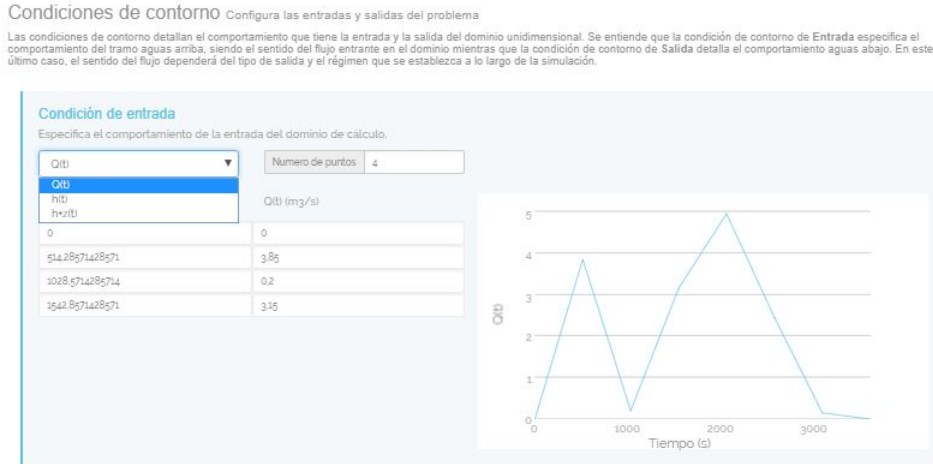 Condiciones de contorno Configura las entradas y salidas del problema
Las condiciones de contorno detallan el comportamiento que tiene la entrada y la salida del dominio unidimensional. Se entiende que la condición de contorno de Entrada especifica el
comportamiento del tramo aguas arriba, siendo el sentido del flujo entrante en el dominio mientras que la condición de contorno de Salida detalla el comportamiento aguas abajo. En este
último caso, el sentido del flujo dependerá del tipo de salida y el régimen que se establezca a lo largo de la simulación.
Condición de entrada
Especifica el comportamiento de la entrada del dominio de cálculo.
Q(t) ▼ Numero de puntos 4
Q(t)
h(t)
h+z(t)
Q(t) (m3/s)
0 0
514,28571428571 3,85
1028,5714285714 0,2
1542,8571428571 3,15
5
4
3
2
1
0
Q(t)
0 1000 2000 3000
Tiempo (s)